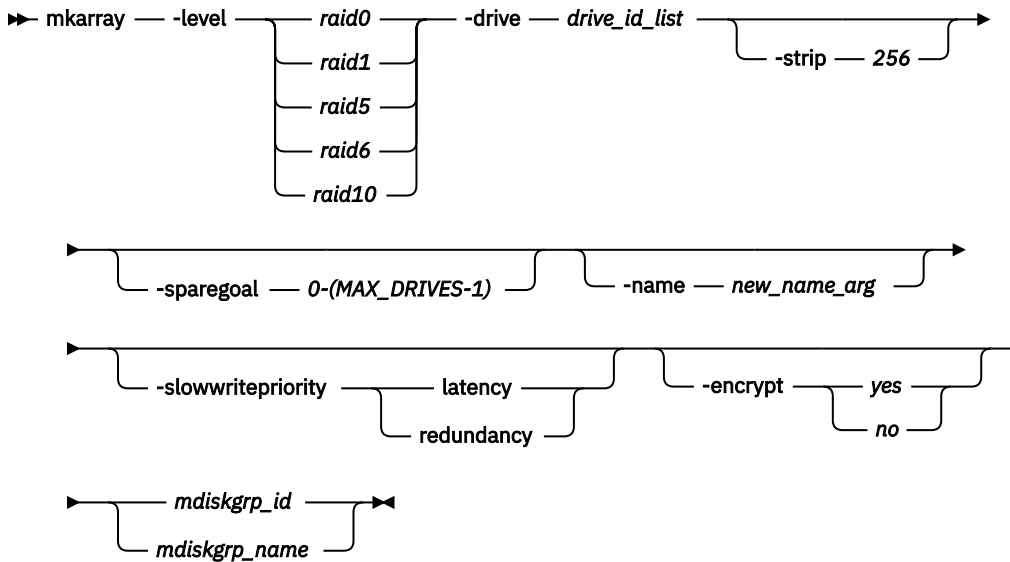 mkarray -level raid0 -drive drive_id_list
raid1
-strip 256
raid5
raid6
raid10
-sparegoal 0-(MAX_DRIVES-1) -name new_name_arg
-slowwritepriority latency -encrypt yes
redundancy no
mdiskgrp_id
mdiskgrp_name